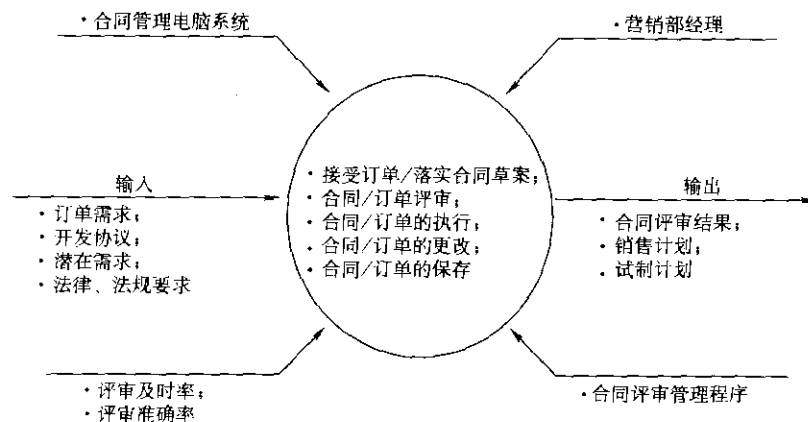 ·合同管理电脑系统
·营销部经理
输入
·订单需求；
·开发协议；
·潜在需求；
·法律、法规要求
·接受订单/落实合同草案；
·合同/订单评审；
·合同/订单的执行；
·合同/订单的更改；
·合同/订单的保存
输出
·合同评审结果；
·销售计划；
·试制计划
·评审及时率；
·评审准确率
·合同评审管理程序